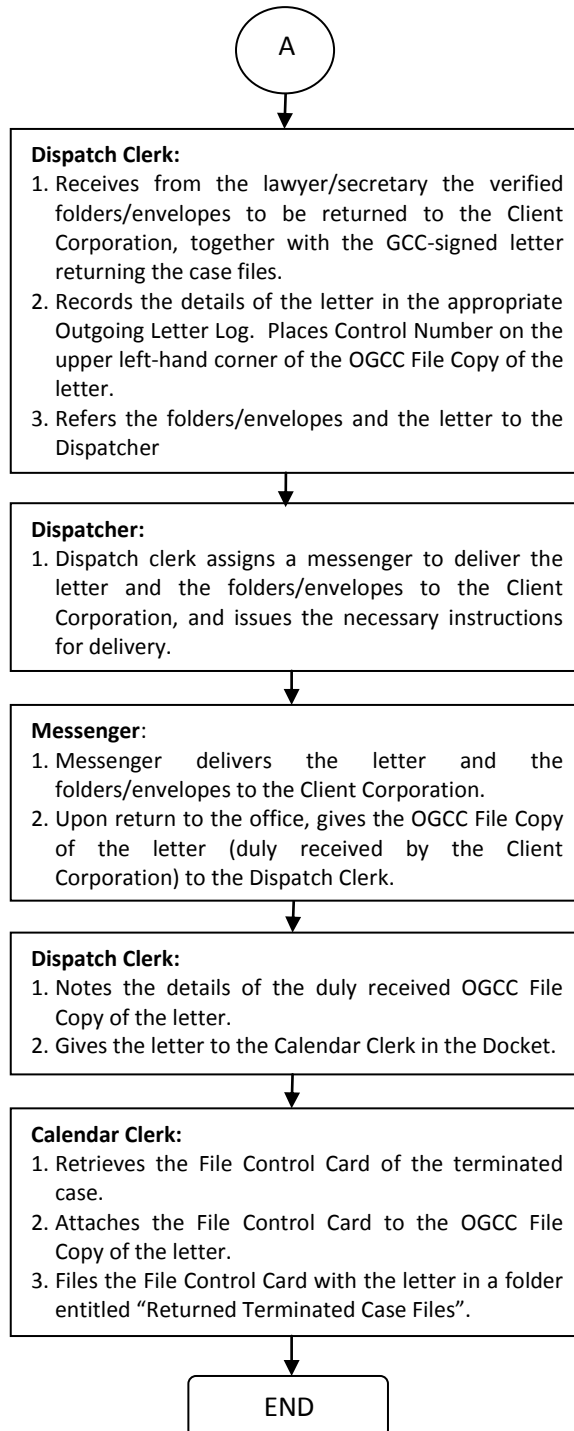 A
Dispatch Clerk:
1. Receives from the lawyer/secretary the verified
folders/envelopes to be returned to the Client
Corporation, together with the GCC-signed letter
returning the case files.
2. Records the details of the letter in the appropriate
Outgoing Letter Log. Places Control Number on the
upper left-hand corner of the OGCC File Copy of the
letter.
3. Refers the folders/envelopes and the letter to the
Dispatcher
Dispatcher:
1. Dispatch clerk assigns a messenger to deliver the
letter and the folders/envelopes to the Client
Corporation, and issues the necessary instructions
for delivery.
Messenger:
1. Messenger delivers the letter and the
folders/envelopes to the Client Corporation.
2. Upon return to the office, gives the OGCC File Copy
of the letter (duly received by the Client
Corporation) to the Dispatch Clerk.
Dispatch Clerk:
1. Notes the details of the duly received OGCC File
Copy of the letter.
2. Gives the letter to the Calendar Clerk in the Docket.
Calendar Clerk:
1. Retrieves the File Control Card of the terminated
case.
2. Attaches the File Control Card to the OGCC File
Copy of the letter.
3. Files the File Control Card with the letter in a folder
entitled “Returned Terminated Case Files”.
END